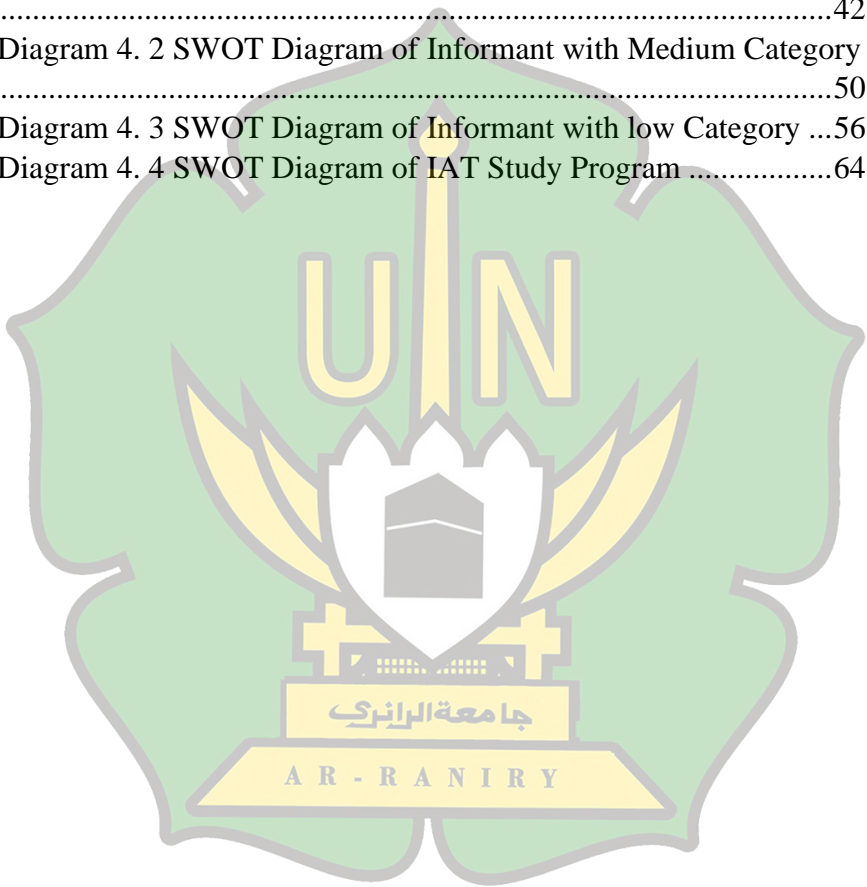 ................................................................................42
Diagram 4. 2 SWOT Diagram of Informant with Medium Category
................................................................................50
Diagram 4. 3 SWOT Diagram of Informant with low Category ...56
Diagram 4. 4 SWOT Diagram of IAT Study Program .................64
UIN
جامعة الرانري
AR-RANIRY